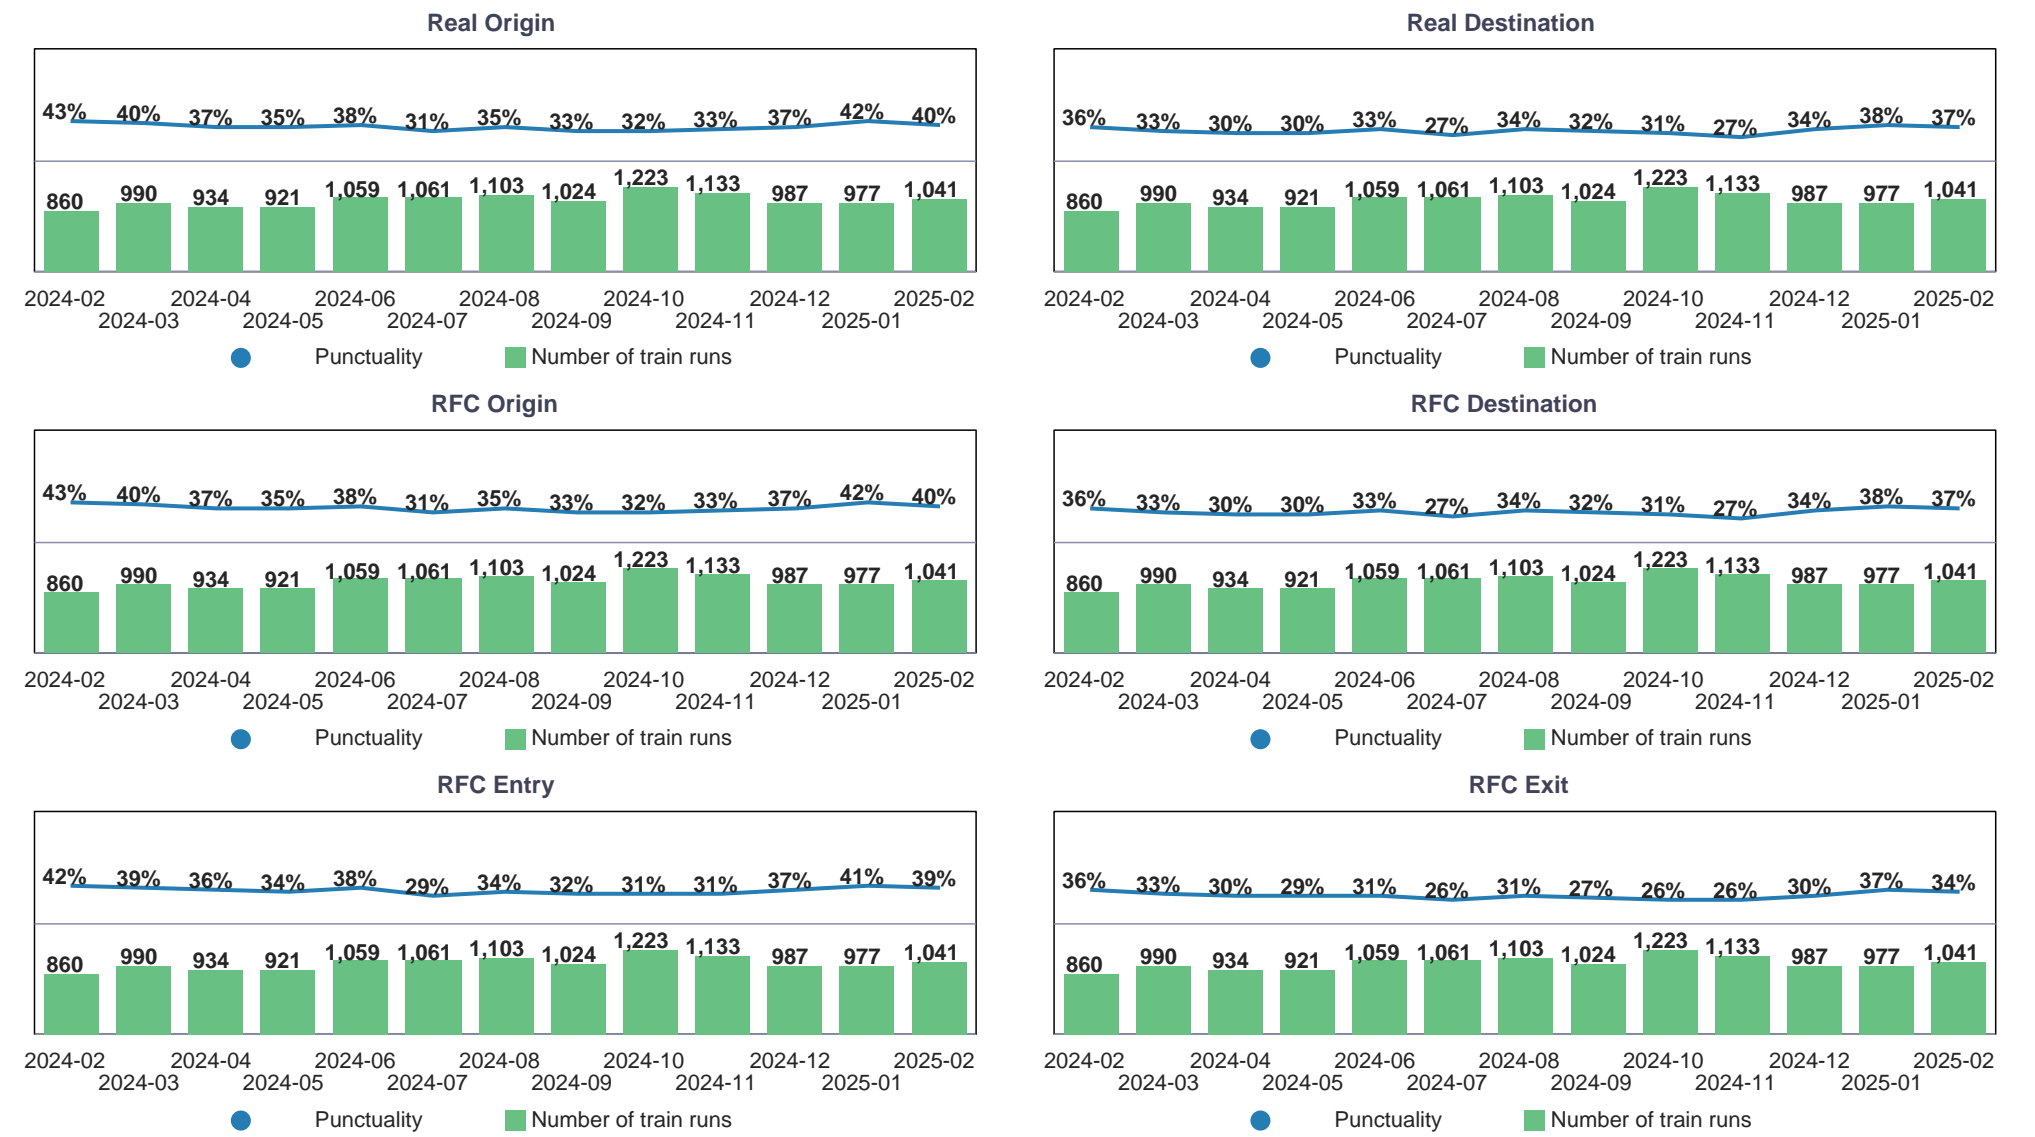 Real Origin
43% 40% 37% 35% 38% 31% 35% 33% 32% 33% 37% 42% 40%
860 990 934 921 1,059 1,061 1,103 1,024 1,223 1,133 987 977 1,041
2024-02 2024-04 2024-06 2024-08 2024-10 2024-12 2025-02
2024-03 2024-05 2024-07 2024-09 2024-11 2025-01
Punctuality Number of train runs
Real Destination
36% 33% 30% 30% 33% 27% 34% 32% 31% 27% 34% 38% 37%
860 990 934 921 1,059 1,061 1,103 1,024 1,223 1,133 987 977 1,041
2024-02 2024-04 2024-06 2024-08 2024-10 2024-12 2025-02
2024-03 2024-05 2024-07 2024-09 2024-11 2025-01
Punctuality Number of train runs
RFC Origin
43% 40% 37% 35% 38% 31% 35% 33% 32% 33% 37% 42% 40%
860 990 934 921 1,059 1,061 1,103 1,024 1,223 1,133 987 977 1,041
2024-02 2024-04 2024-06 2024-08 2024-10 2024-12 2025-02
2024-03 2024-05 2024-07 2024-09 2024-11 2025-01
Punctuality Number of train runs
RFC Destination
36% 33% 30% 30% 33% 27% 34% 32% 31% 27% 34% 38% 37%
860 990 934 921 1,059 1,061 1,103 1,024 1,223 1,133 987 977 1,041
2024-02 2024-04 2024-06 2024-08 2024-10 2024-12 2025-02
2024-03 2024-05 2024-07 2024-09 2024-11 2025-01
Punctuality Number of train runs
RFC Entry
42% 39% 36% 34% 38% 29% 34% 32% 31% 31% 37% 41% 39%
860 990 934 921 1,059 1,061 1,103 1,024 1,223 1,133 987 977 1,041
2024-02 2024-04 2024-06 2024-08 2024-10 2024-12 2025-02
2024-03 2024-05 2024-07 2024-09 2024-11 2025-01
Punctuality Number of train runs
RFC Exit
36% 33% 30% 29% 31% 26% 31% 27% 26% 26% 30% 37% 34%
860 990 934 921 1,059 1,061 1,103 1,024 1,223 1,133 987 977 1,041
2024-02 2024-04 2024-06 2024-08 2024-10 2024-12 2025-02
2024-03 2024-05 2024-07 2024-09 2024-11 2025-01
Punctuality Number of train runs